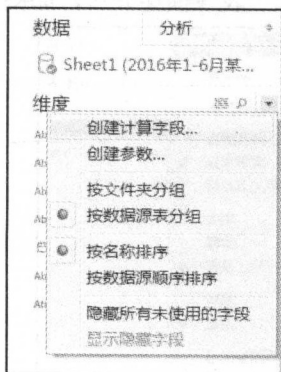 数据 分析
Sheet1 (2016年1-6月某...
维度
创建计算字段...
创建参数...
按文件夹分组
按数据源表分组
按名称排序
按数据源顺序排序
隐藏所有未使用的字段
显示隐藏字段